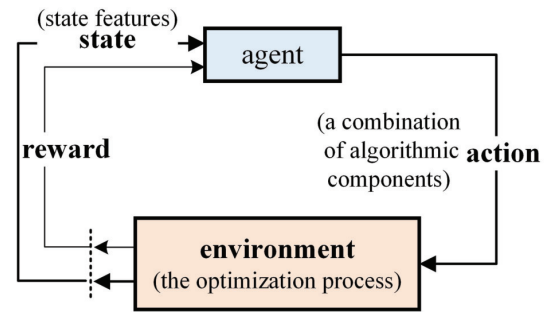 (state features)
state
agent
reward
(a combination
of algorithmic
components)
action
environment
(the optimization process)